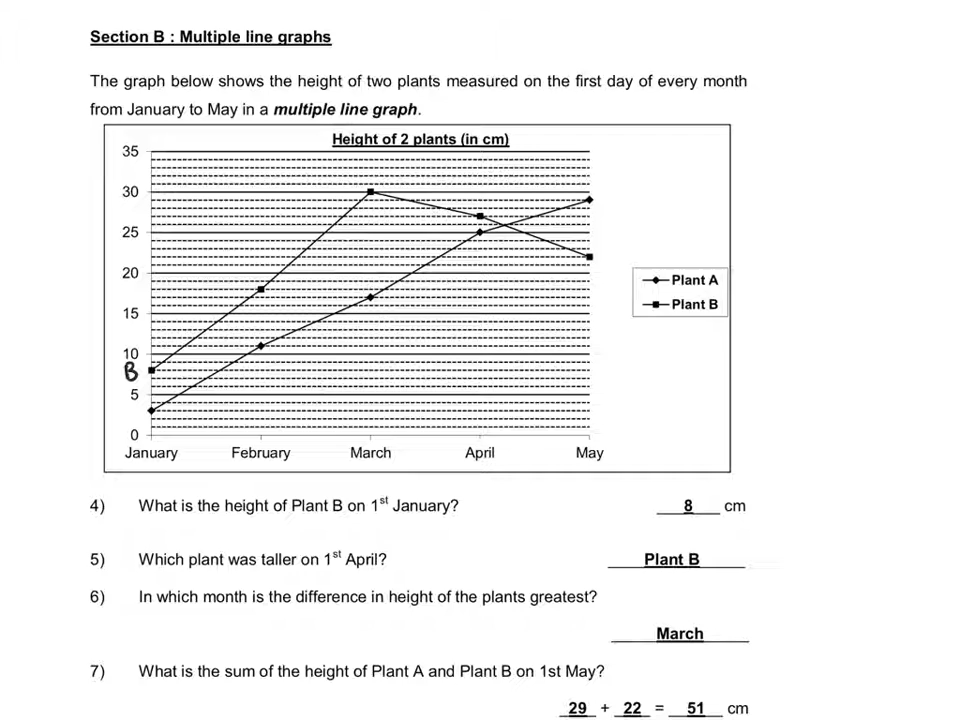 Section B : Multiple line graphs
The graph below shows the height of two plants measured on the first day of every month
from January to May in a multiple line graph.
Height of 2 plants (in cm)
35
30
25
20
15
10
B
5
0
January February March April May
Plant A
Plant B
4) What is the height of Plant B on 1st January? 8 cm
5) Which plant was taller on 1st April? Plant B
6) In which month is the difference in height of the plants greatest?
March
7) What is the sum of the height of Plant A and Plant B on 1st May?
29 + 22 = 51 cm